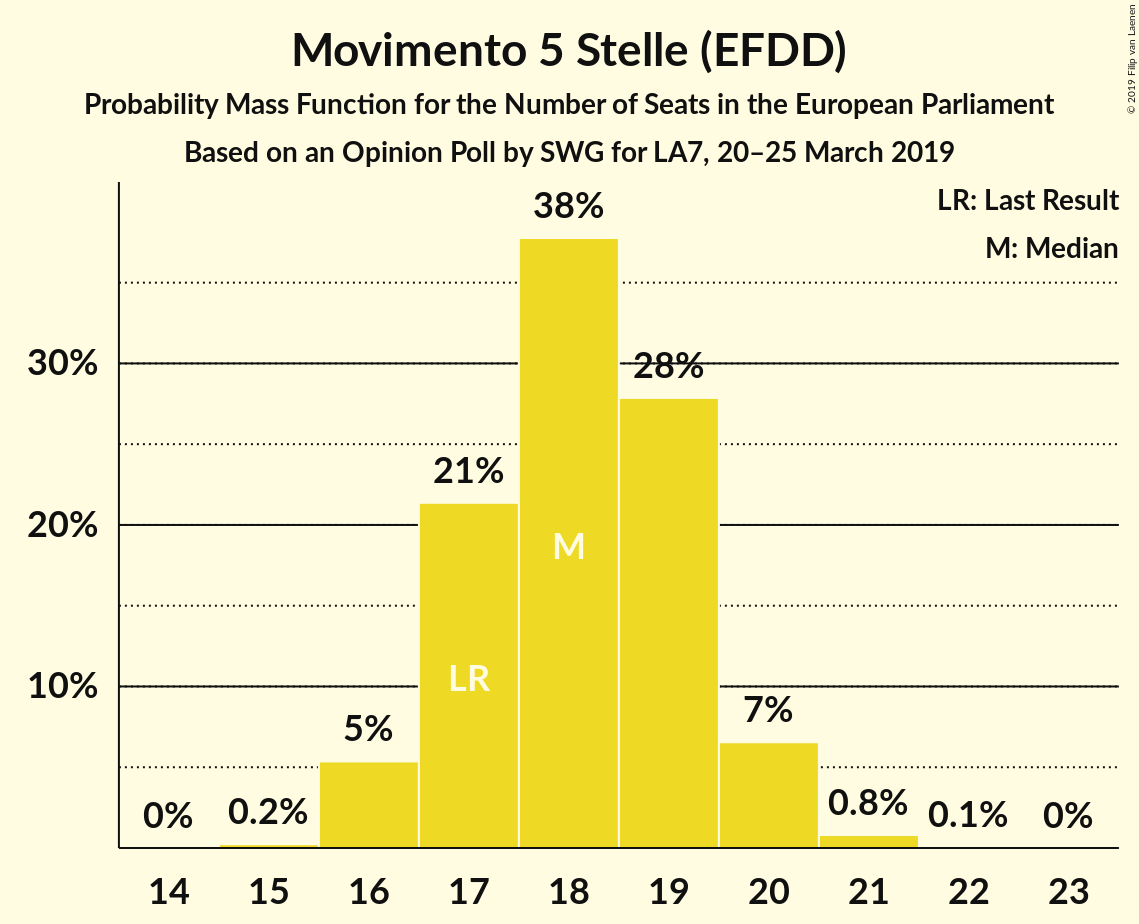 Movimento 5 Stelle (EFDD)
Probability Mass Function for the Number of Seats in the European Parliament
Based on an Opinion Poll by SWG for LA7, 20–25 March 2019
© 2019 Filip van Laenen
LR: Last Result
M: Median
38%
30%
28%
21%
20%
M
LR
10%
7%
5%
0%
0.2%
0.8%
0.1%
0%
14 15 16 17 18 19 20 21 22 23